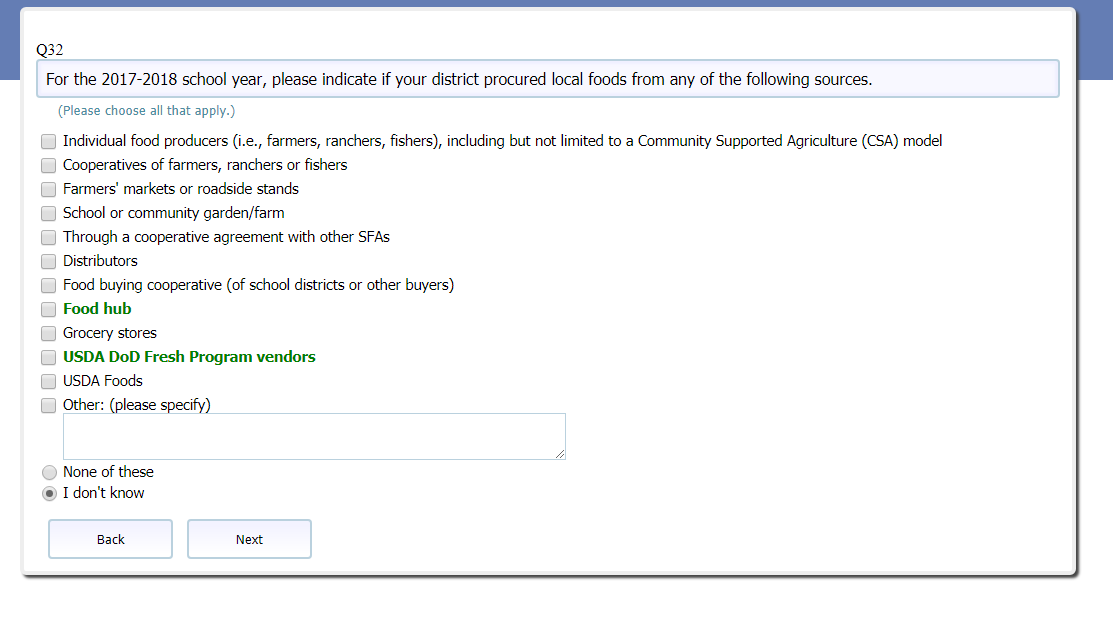 Q32
For the 2017-2018 school year, please indicate if your district procured local foods from any of the following sources.
(Please choose all that apply.)
Individual food producers (i.e., farmers, ranchers, fishers), including but not limited to a Community Supported Agriculture (CSA) model
Cooperatives of farmers, ranchers or fishers
Farmers' markets or roadside stands
School or community garden/farm
Through a cooperative agreement with other SFAs
Distributors
Food buying cooperative (of school districts or other buyers)
Food hub
Grocery stores
USDA DoD Fresh Program vendors
USDA Foods
Other: (please specify)
None of these
I don't know
Back Next